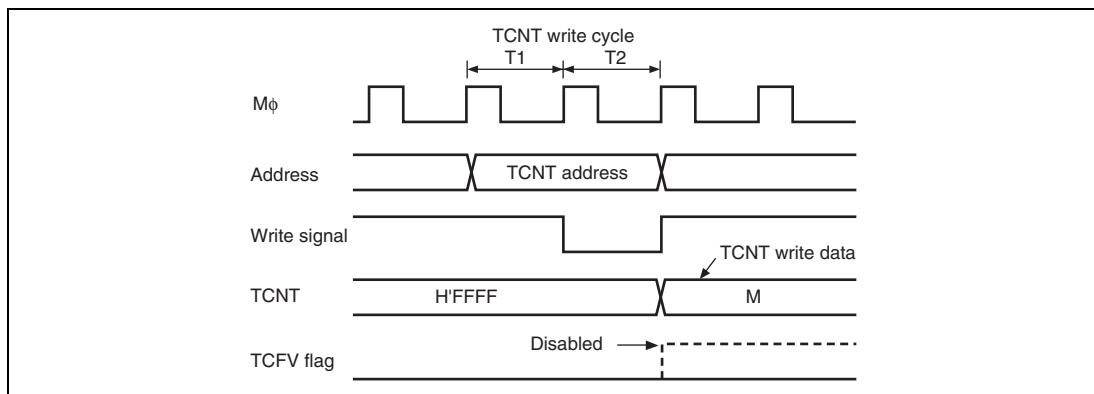 TCNT write cycle
T1 T2
Mϕ
Address TCNT address
Write signal
TCNT write data
TCNT H'FFFF M
Disabled
TCFV flag